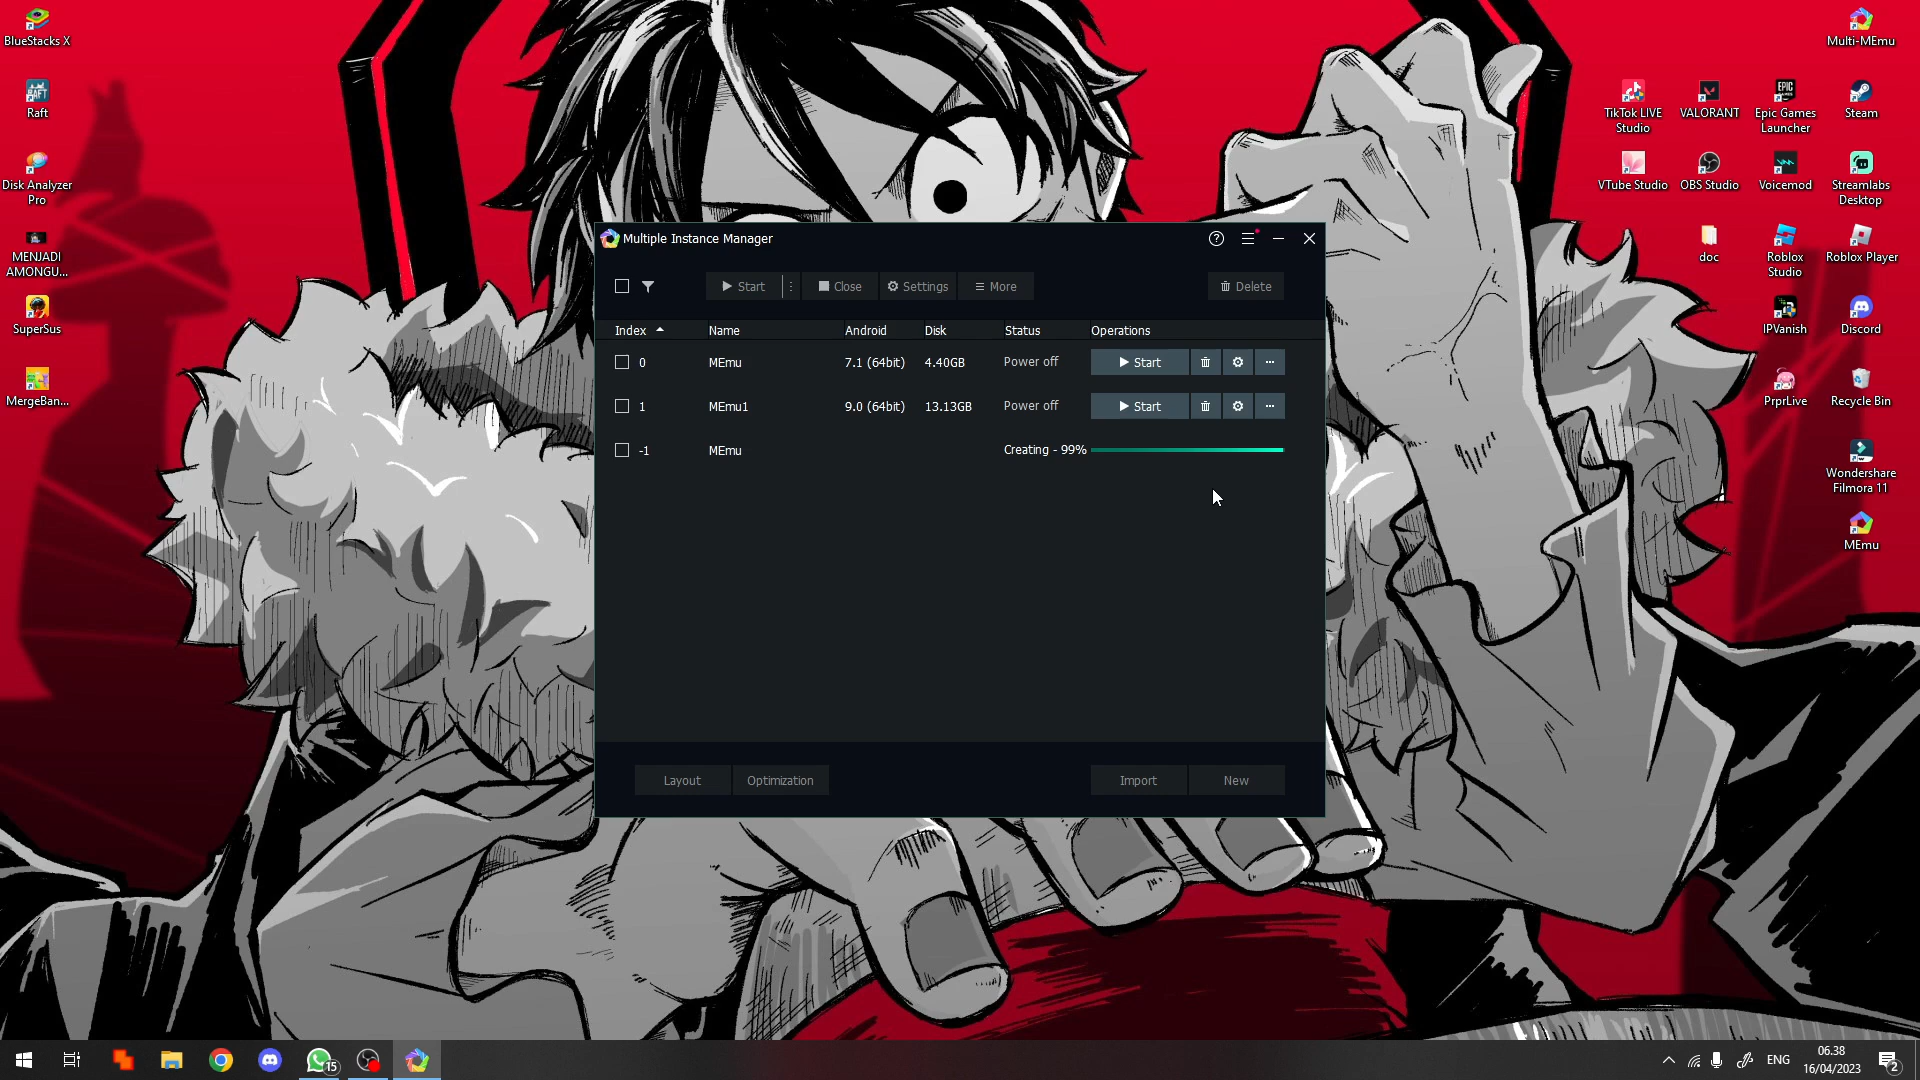 BlueStacks X
Raft
Disk Analyzer
Pro
MENJADI
AMONGU...
SuperSus
MergeBan...
Multi-MEmu
TikTok LIVE
Studio
VALORANT
Epic Games
Launcher
Steam
VTube Studio
OBS Studio
Voicemod
Streamlabs
Desktop
doc
Roblox
Studio
Roblox Player
IPVanish
Discord
PrprLive
Recycle Bin
Wondershare
Filmora 11
MEmu
Multiple Instance Manager
Start
Close
Settings
More
Delete
Index Name Android Disk Status Operations
0 MEmu 7.1 (64bit) 4.40GB Power off Start
1 MEmu1 9.0 (64bit) 13.13GB Power off Start
-1 MEmu Creating - 99%
Layout
Optimization
Import
New
15
ENG
06.38
16/04/2023
2